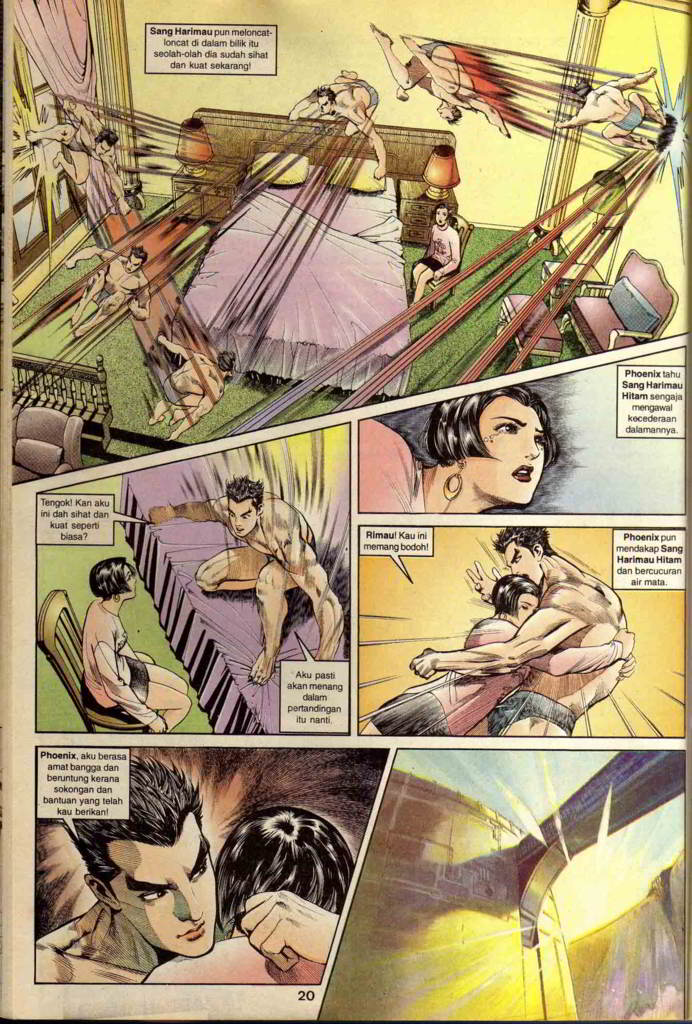 Sang Harimau pun meloncat-
loncat di dalam bilik itu
seolah-olah dia sudah sihat
dan kuat sekarang!
Phoenix tahu
Sang Harimau
Hitam sengaja
mengawal
kecederaan
dalamannya.
Tengok! Kan aku
ini dah sihat dan
kuat seperti
biasa?
Aku pasti
akan menang
dalam
pertandingan
itu nanti.
Rimau! Kau ini
memang bodoh!
Phoenix pun
mendakap Sang
Harimau Hitam
dan bercucuran
air mata.
Phoenix, aku berasa
amat bangga dan
beruntung kerana
sokongan dan
bantuan yang telah
kau berikan!
20